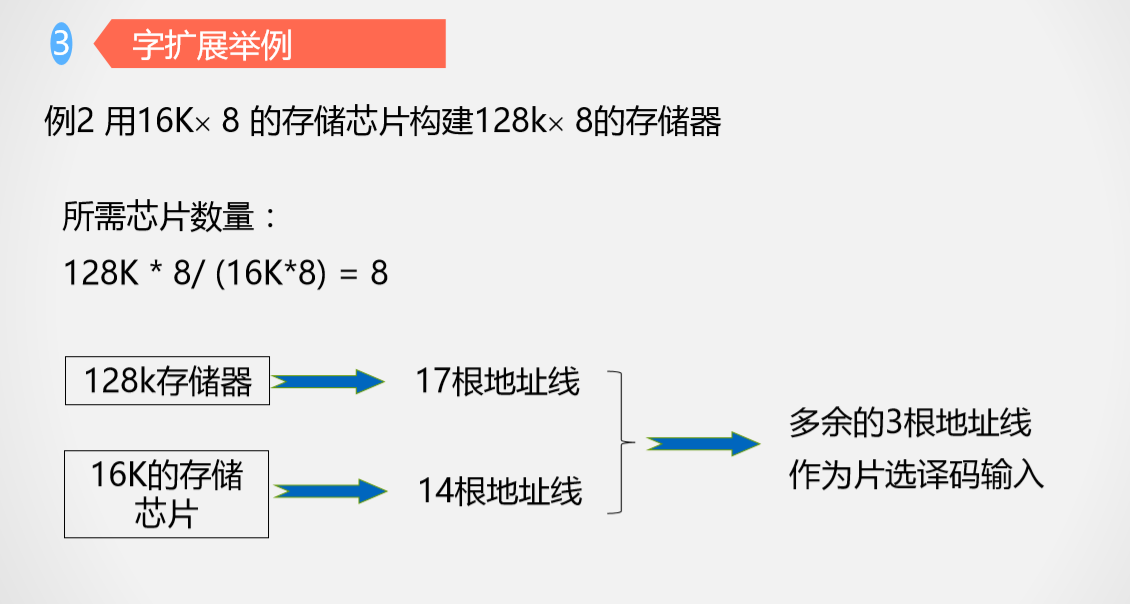 3
字扩展举例
例2 用16K× 8 的存储芯片构建128k× 8的存储器
所需芯片数量：
128K * 8/ (16K*8) = 8
128k存储器
17根地址线
16K的存储
芯片
14根地址线
多余的3根地址线
作为片选译码输入